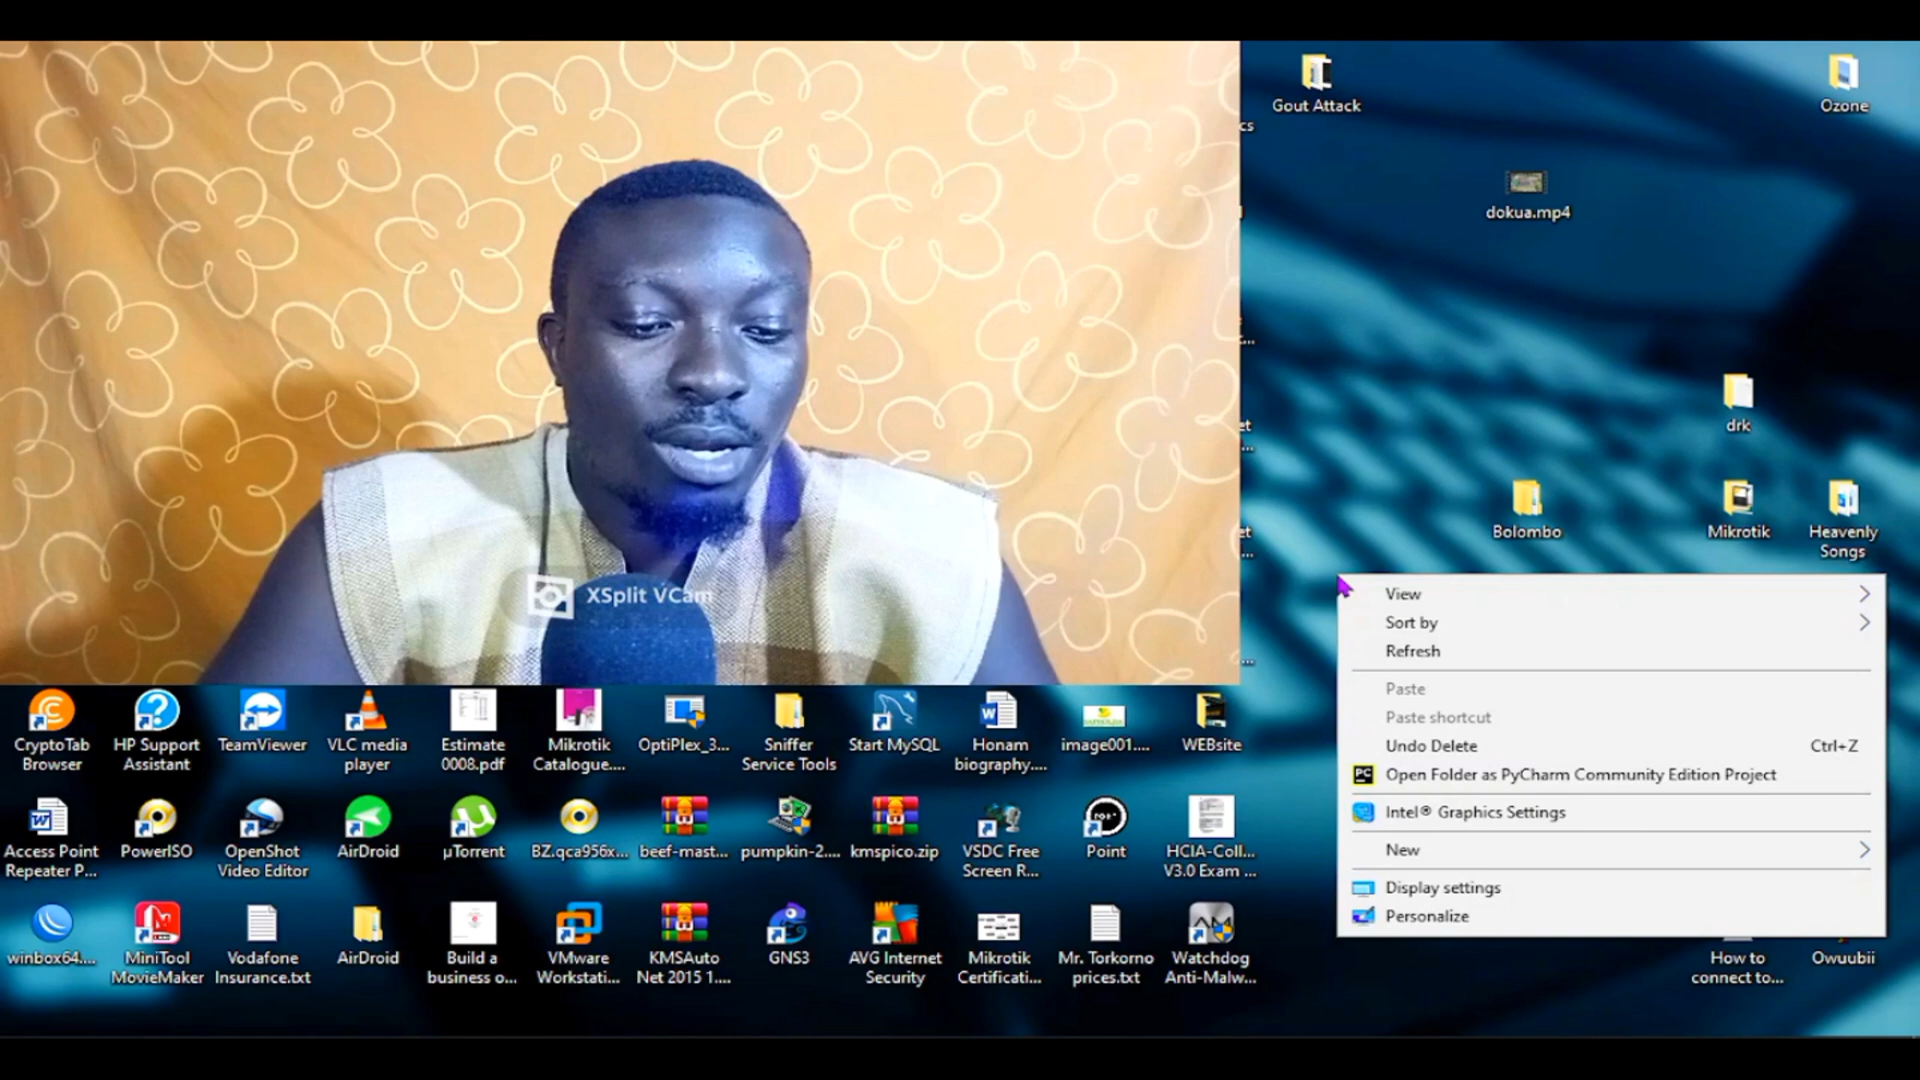 Gout Attack
Ozone
cs
dokua.mp4
drk
et
Bolombo
Mikrotik
Heavenly
Songs
et
XSplit VCam
View
Sort by
Refresh
Paste
Paste shortcut
Undo Delete Ctrl+Z
Open Folder as PyCharm Community Edition Project
Intel® Graphics Settings
New
Display settings
Personalize
CryptoTab
Browser
HP Support
Assistant
TeamViewer
VLC media
player
Estimate
0008.pdf
Mikrotik
Catalogue....
OptiPlex_3...
Sniffer
Service Tools
Start MySQL
Honam
biography....
image001....
WEBsite
Access Point
Repeater P...
PowerISO
OpenShot
Video Editor
AirDroid
µTorrent
BZ.qca956x...
beef-mast...
pumpkin-2....
kmspico.zip
VSDC Free
Screen R...
Point
HCIA-Coll...
V3.0 Exam ...
winbox64....
MiniTool
MovieMaker
Vodafone
Insurance.txt
AirDroid
Build a
business o...
VMware
Workstati...
KMSAuto
Net 2015 1....
GNS3
AVG Internet
Security
Mikrotik
Certificati...
Mr. Torkorno
prices.txt
Watchdog
Anti-Malw...
How to
connect to...
Owuubii